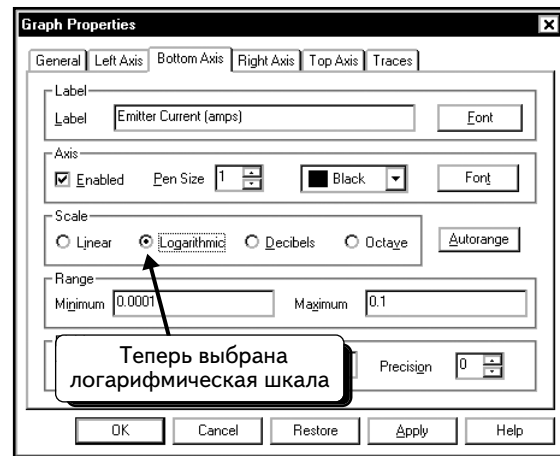 Graph Properties
General Left Axis Bottom Axis Right Axis Top Axis Traces
Label
Label Emitter Current (amps) Font
Axis
Enabled Pen Size 1 Black Font
Scale
Linear Logarithmic Decibels Octave Autorange
Range
Minimum 0.0001 Maximum 0.1
Теперь выбрана
логарифмическая шкала
Precision 0
OK Cancel Restore Apply Help